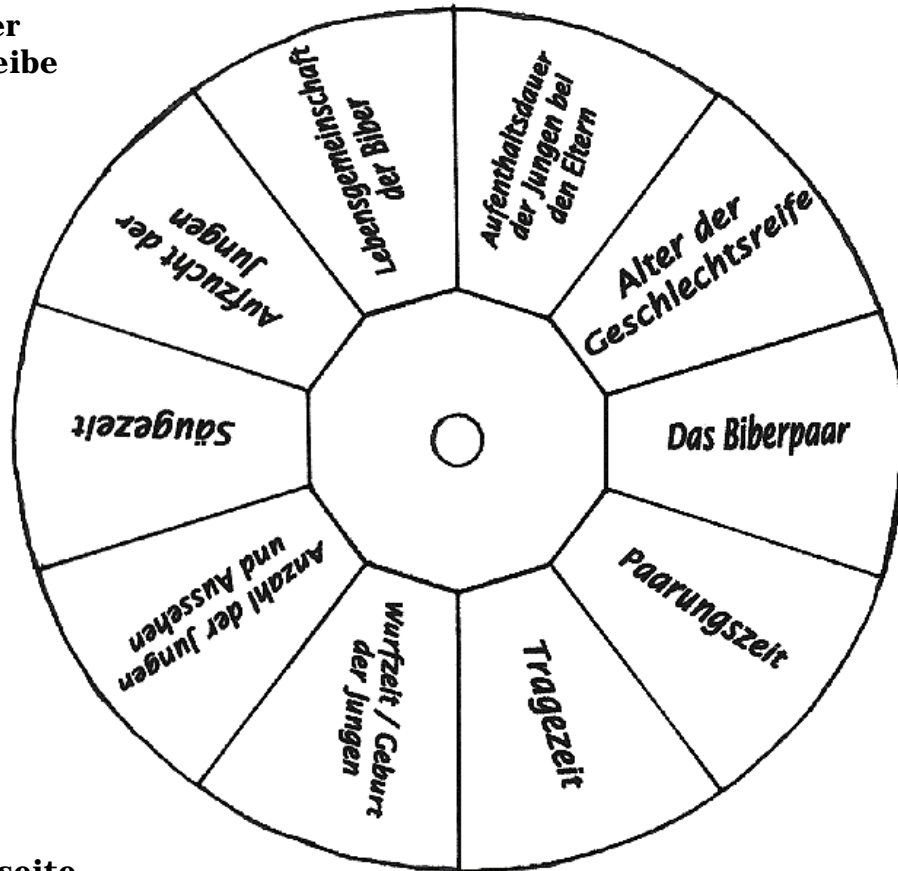 er
eibe
Aufenthaltsdauer
der Jungen bei
den Eltern
Alter der
Geschlechtsreife
Das Biberpaar
Paarungszeit
Tragezeit
Wurfzeit / Geburt
der Jungen
Anzahl der Jungen
und Aussehen
Säugezeit
Aufzucht der
Jungen
Lebensgemeinschaft
der Biber
seite